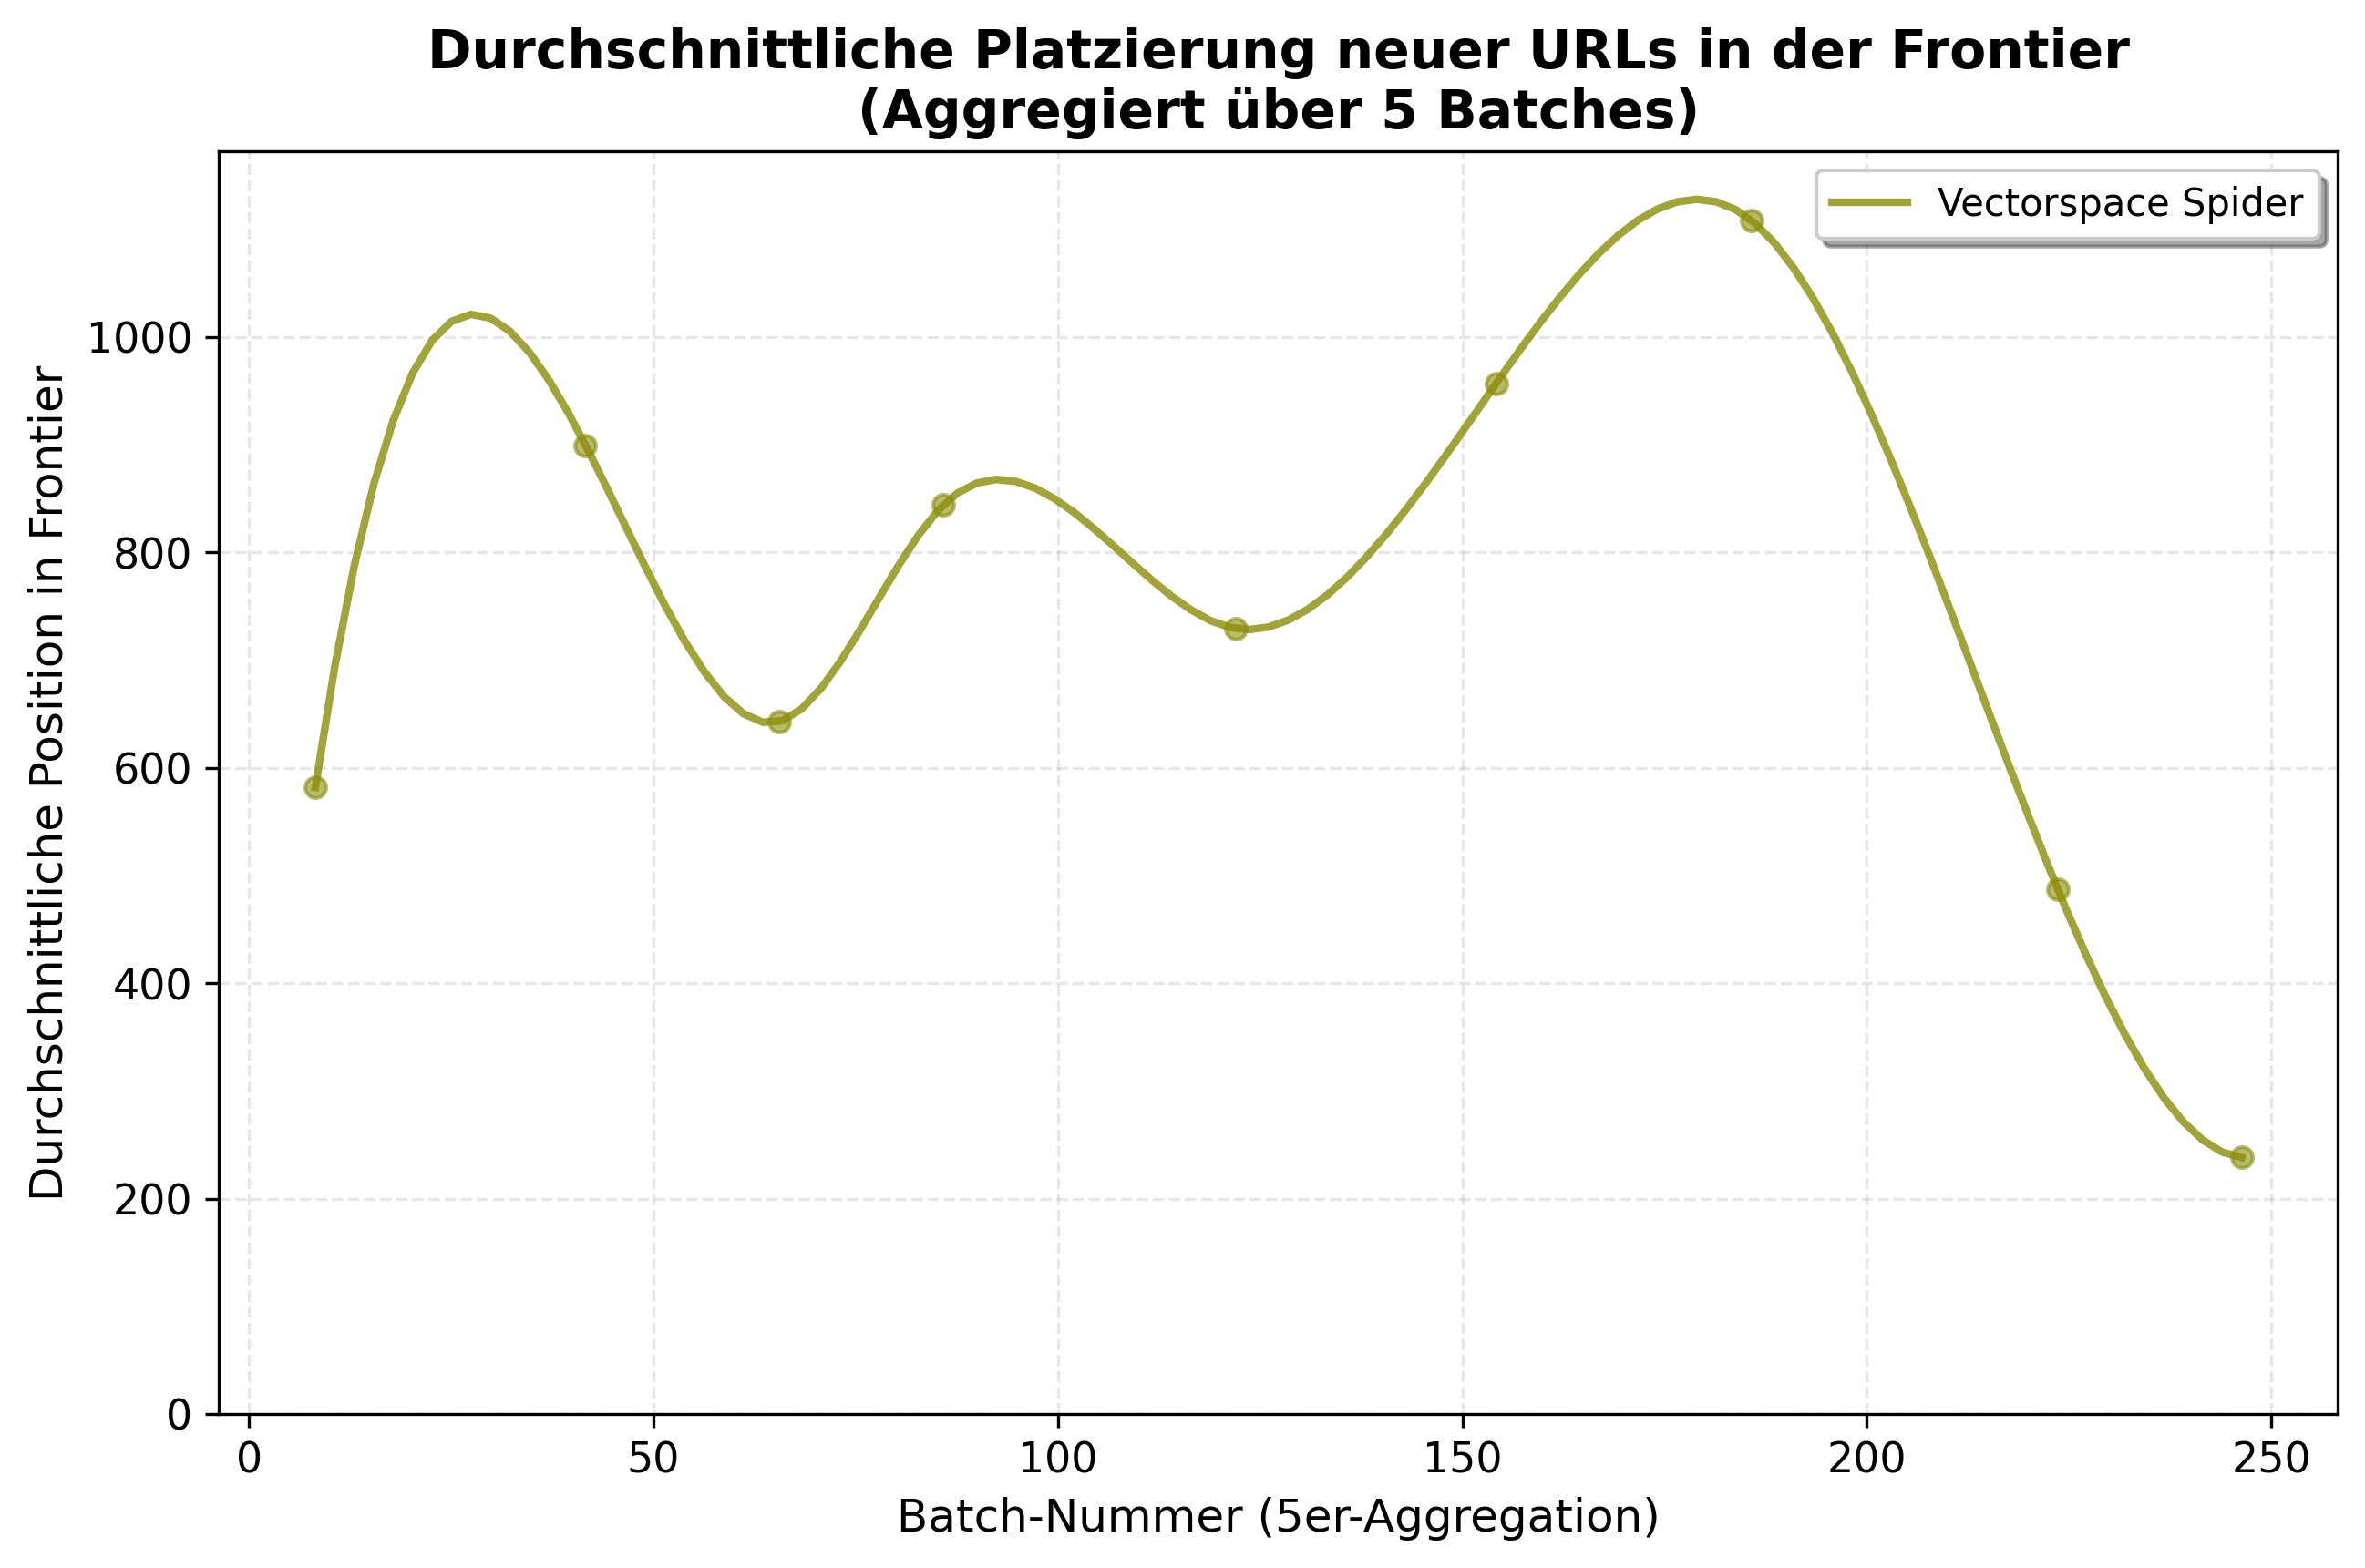 Durchschnittliche Platzierung neuer URLs in der Frontier
(Aggregiert über 5 Batches)
Vectorspace Spider
Durchschnittliche Position in Frontier
1000
800
600
400
200
0
0 50 100 150 200 250
Batch-Nummer (5er-Aggregation)